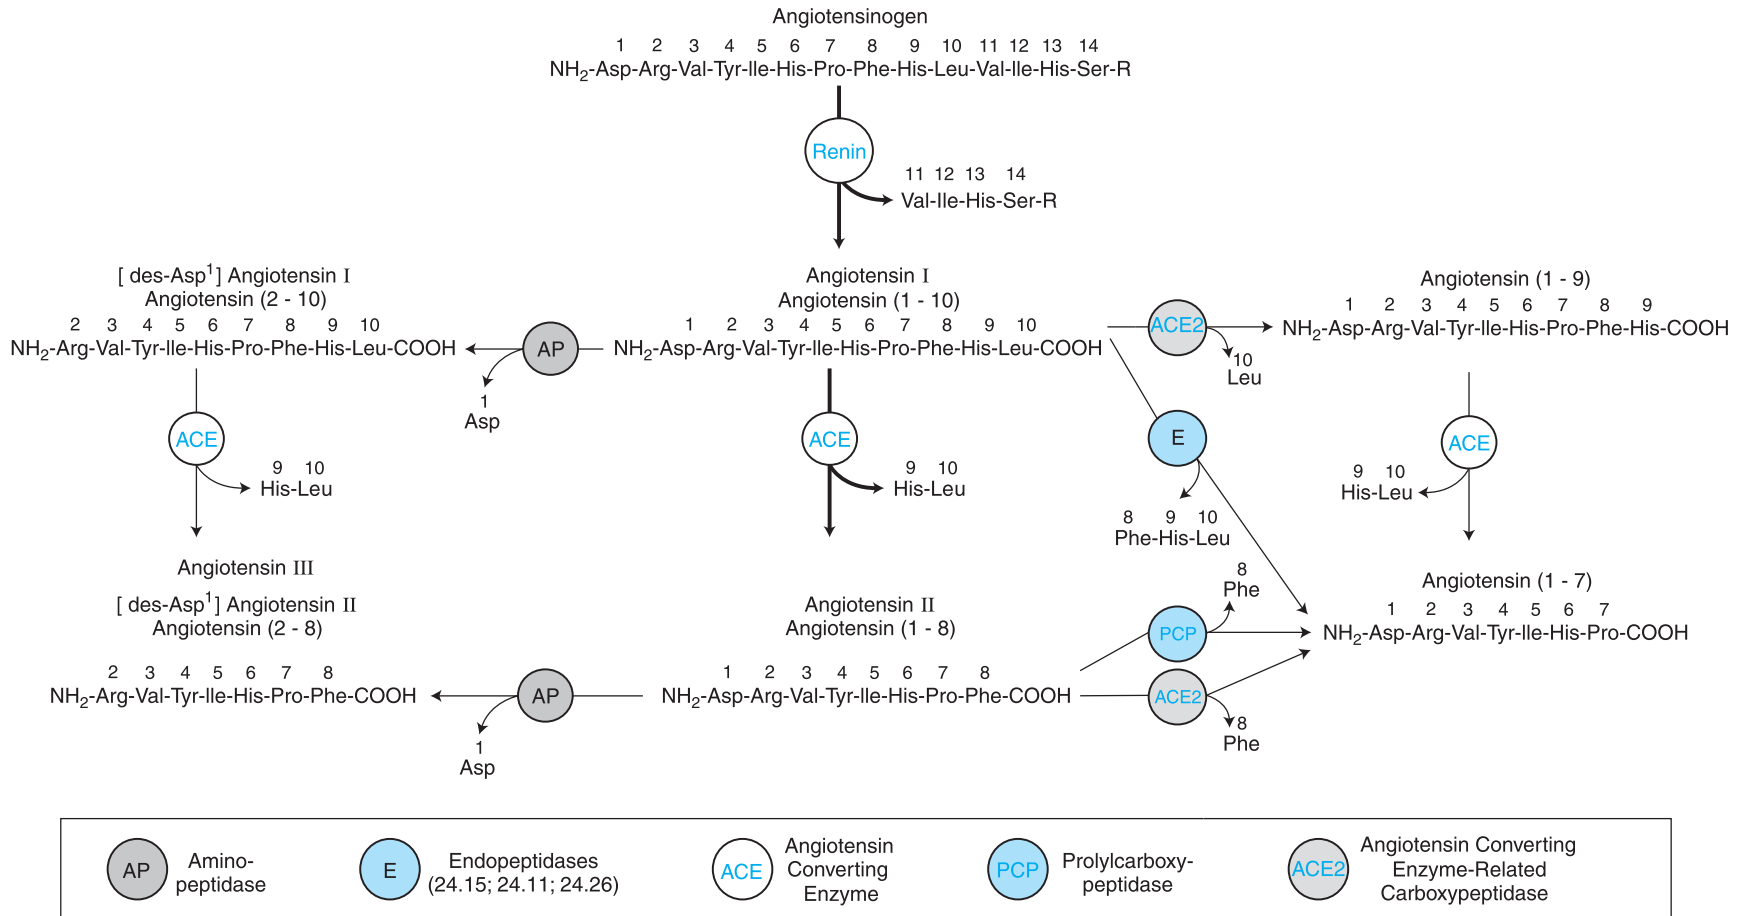 Angiotensinogen
1 2 3 4 5 6 7 8 9 10 11 12 13 14
NH2-Asp-Arg-Val-Tyr-Ile-His-Pro-Phe-His-Leu-Val-Ile-His-Ser-R
Renin
11 12 13 14
Val-Ile-His-Ser-R
[ des-Asp1] Angiotensin I
Angiotensin (2 - 10)
2 3 4 5 6 7 8 9 10
NH2-Arg-Val-Tyr-Ile-His-Pro-Phe-His-Leu-COOH
AP
1
Asp
Angiotensin I
Angiotensin (1 - 10)
1 2 3 4 5 6 7 8 9 10
NH2-Asp-Arg-Val-Tyr-Ile-His-Pro-Phe-His-Leu-COOH
ACE2
10
Leu
Angiotensin (1 - 9)
1 2 3 4 5 6 7 8 9
NH2-Asp-Arg-Val-Tyr-Ile-His-Pro-Phe-His-COOH
ACE
9 10
His-Leu
ACE
9 10
His-Leu
E
8 9 10
Phe-His-Leu
ACE
9 10
His-Leu
Angiotensin III
[ des-Asp1] Angiotensin II
Angiotensin (2 - 8)
2 3 4 5 6 7 8
NH2-Arg-Val-Tyr-Ile-His-Pro-Phe-COOH
AP
1
Asp
Angiotensin II
Angiotensin (1 - 8)
1 2 3 4 5 6 7 8
NH2-Asp-Arg-Val-Tyr-Ile-His-Pro-Phe-COOH
PCP
8
Phe
ACE2
8
Phe
Angiotensin (1 - 7)
1 2 3 4 5 6 7
NH2-Asp-Arg-Val-Tyr-Ile-His-Pro-COOH
AP
Amino-
peptidase
E
Endopeptidases
(24.15; 24.11; 24.26)
ACE
Angiotensin
Converting
Enzyme
PCP
Prolylcarboxy-
peptidase
ACE2
Angiotensin Converting
Enzyme-Related
Carboxypeptidase